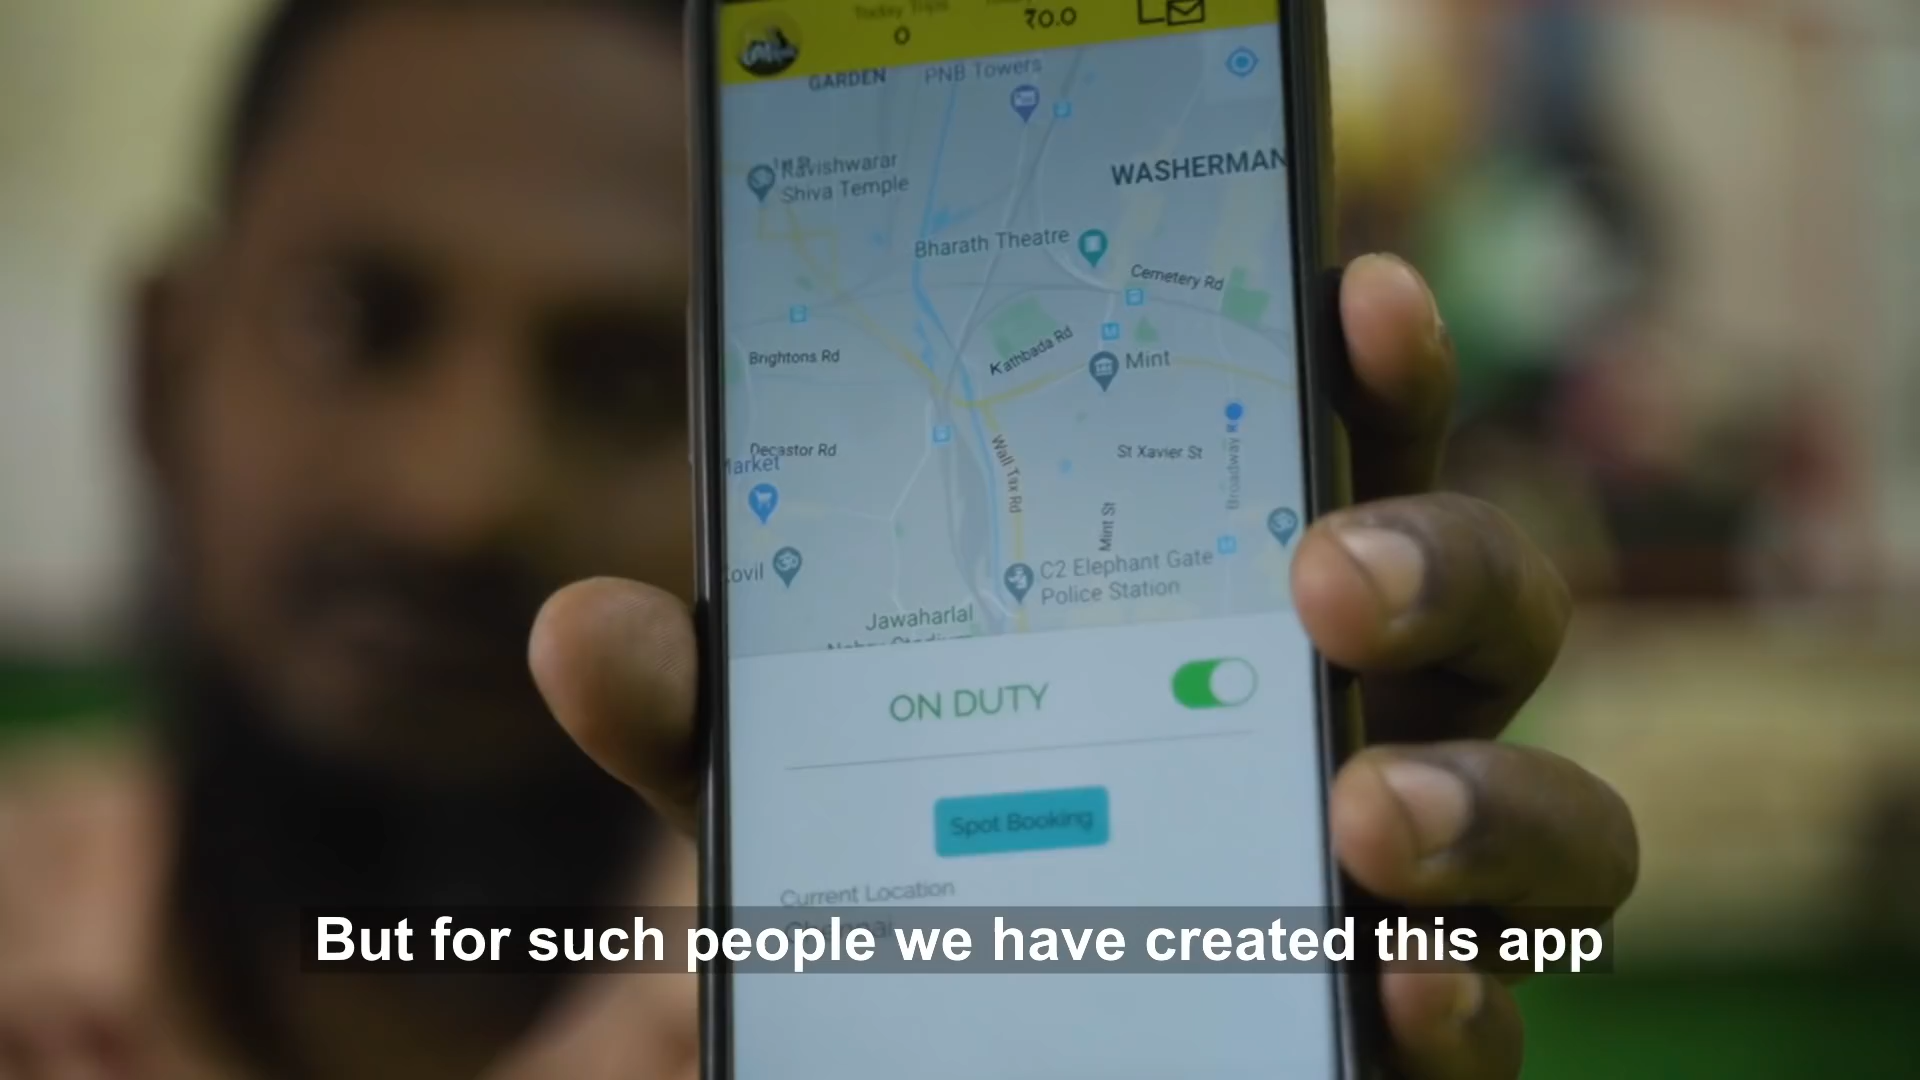 Today Trips
0
₹0.0
GARDEN
PNB Towers
Ravishwarar
Shiva Temple
WASHERMAN
Bharath Theatre
Cemetery Rd
Kathbada Rd
Brightons Rd
Mint
Decastor Rd
Market
Wall Tax Rd
St Xavier St
Broadway
Mint St
C2 Elephant Gate
Police Station
ovil
Jawaharlal
ON DUTY
Spot Booking
Current Location
But for such people we have created this app